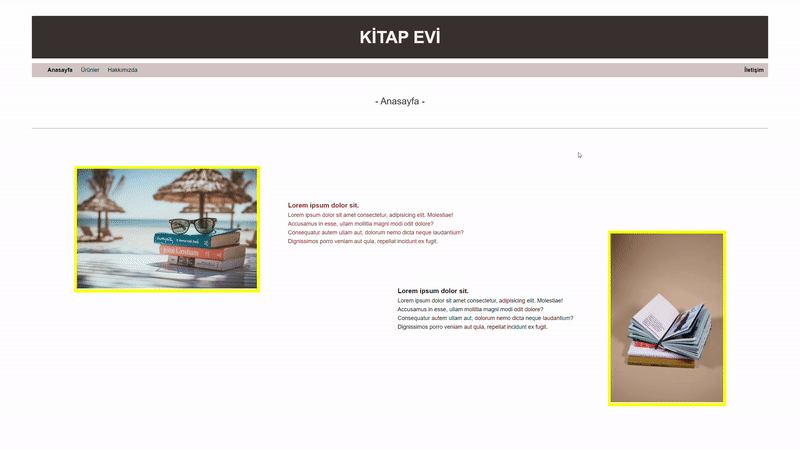 KİTAP EVİ
Anasayfa Ürünler Hakkımızda İletişim
- Anasayfa -
Lorem ipsum dolor sit.
Lorem ipsum dolor sit amet consectetur, adipisicing elit. Molestiae!
Accusamus in esse, ullam mollitia magni modi odit dolore?
Consequatur autem ullam aut, dolorum nemo dicta neque laudantium?
Dignissimos porro veniam aut quia, repellat incidunt ex fugit.
Lorem ipsum dolor sit.
Lorem ipsum dolor sit amet consectetur, adipisicing elit. Molestiae!
Accusamus in esse, ullam mollitia magni modi odit dolore?
Consequatur autem ullam aut, dolorum nemo dicta neque laudantium?
Dignissimos porro veniam aut quia, repellat incidunt ex fugit.